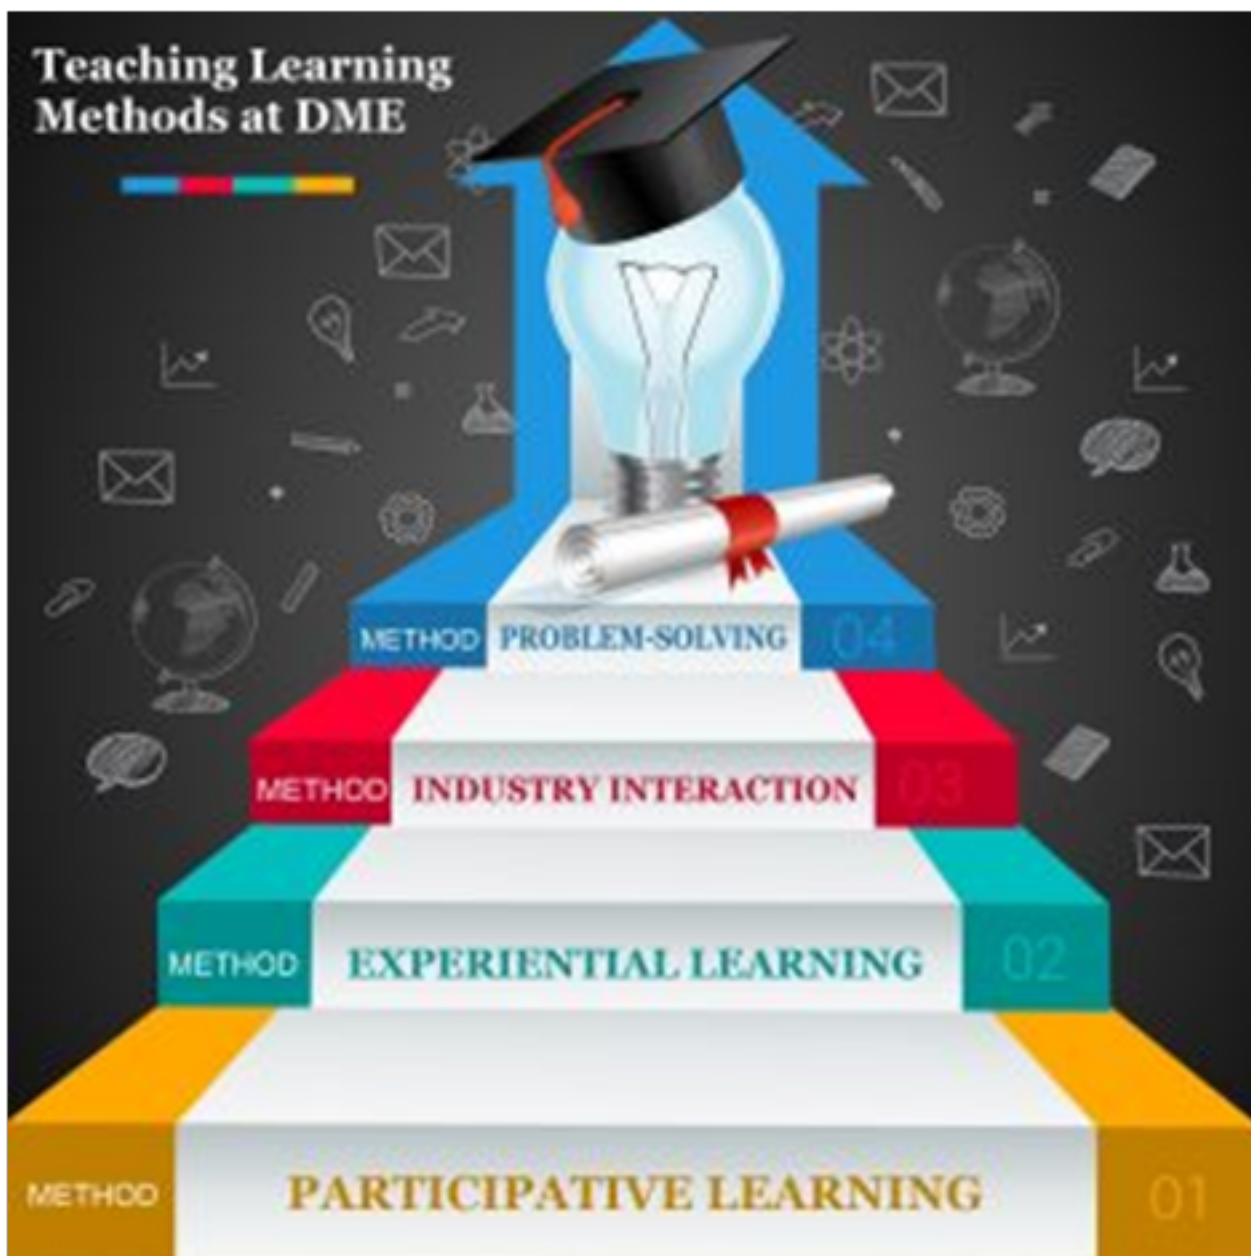 Teaching Learning
Methods at DME
METHOD PROBLEM-SOLVING 04
METHOD INDUSTRY INTERACTION 03
METHOD EXPERIENTIAL LEARNING 02
METHOD PARTICIPATIVE LEARNING 01